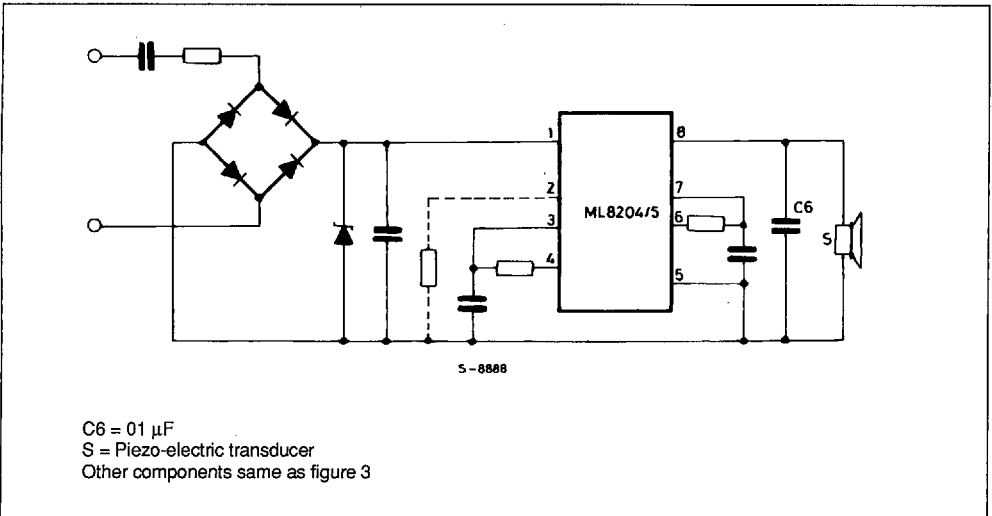 1
8
2
7
ML8204/5
C6
3
6
S
4
5
S-8888
C6 = 01 µF
S = Piezo-electric transducer
Other components same as figure 3